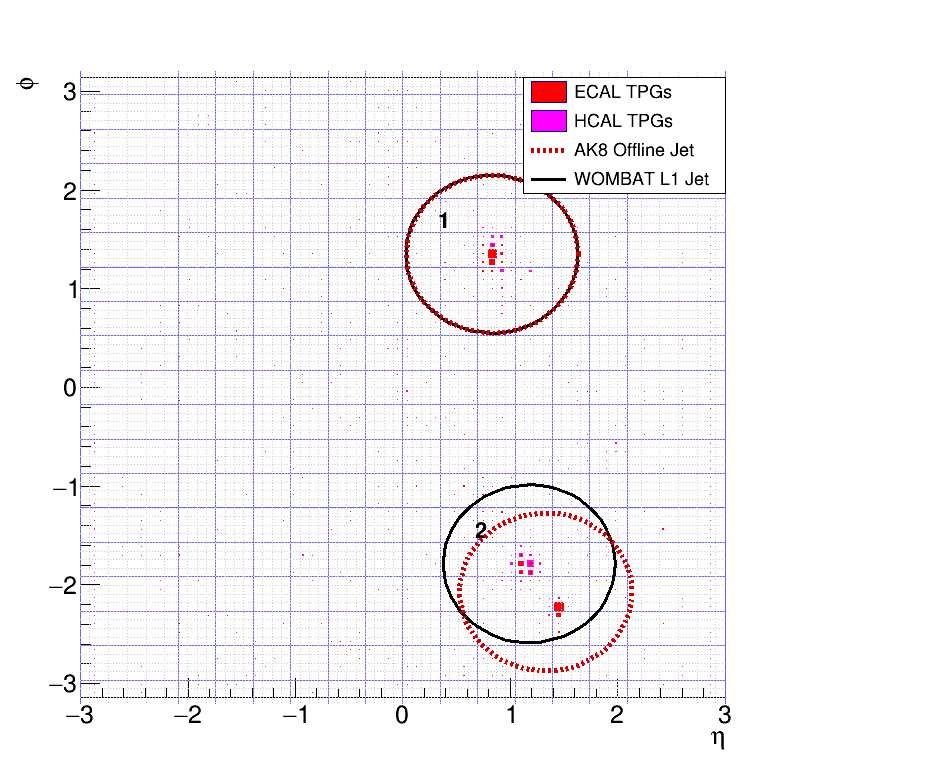 φ
3
2
1
0
−1
−2
−3
ECAL TPGs
HCAL TPGs
AK8 Offline Jet
WOMBAT L1 Jet
1
2
−3 −2 −1 0 1 2 3
η